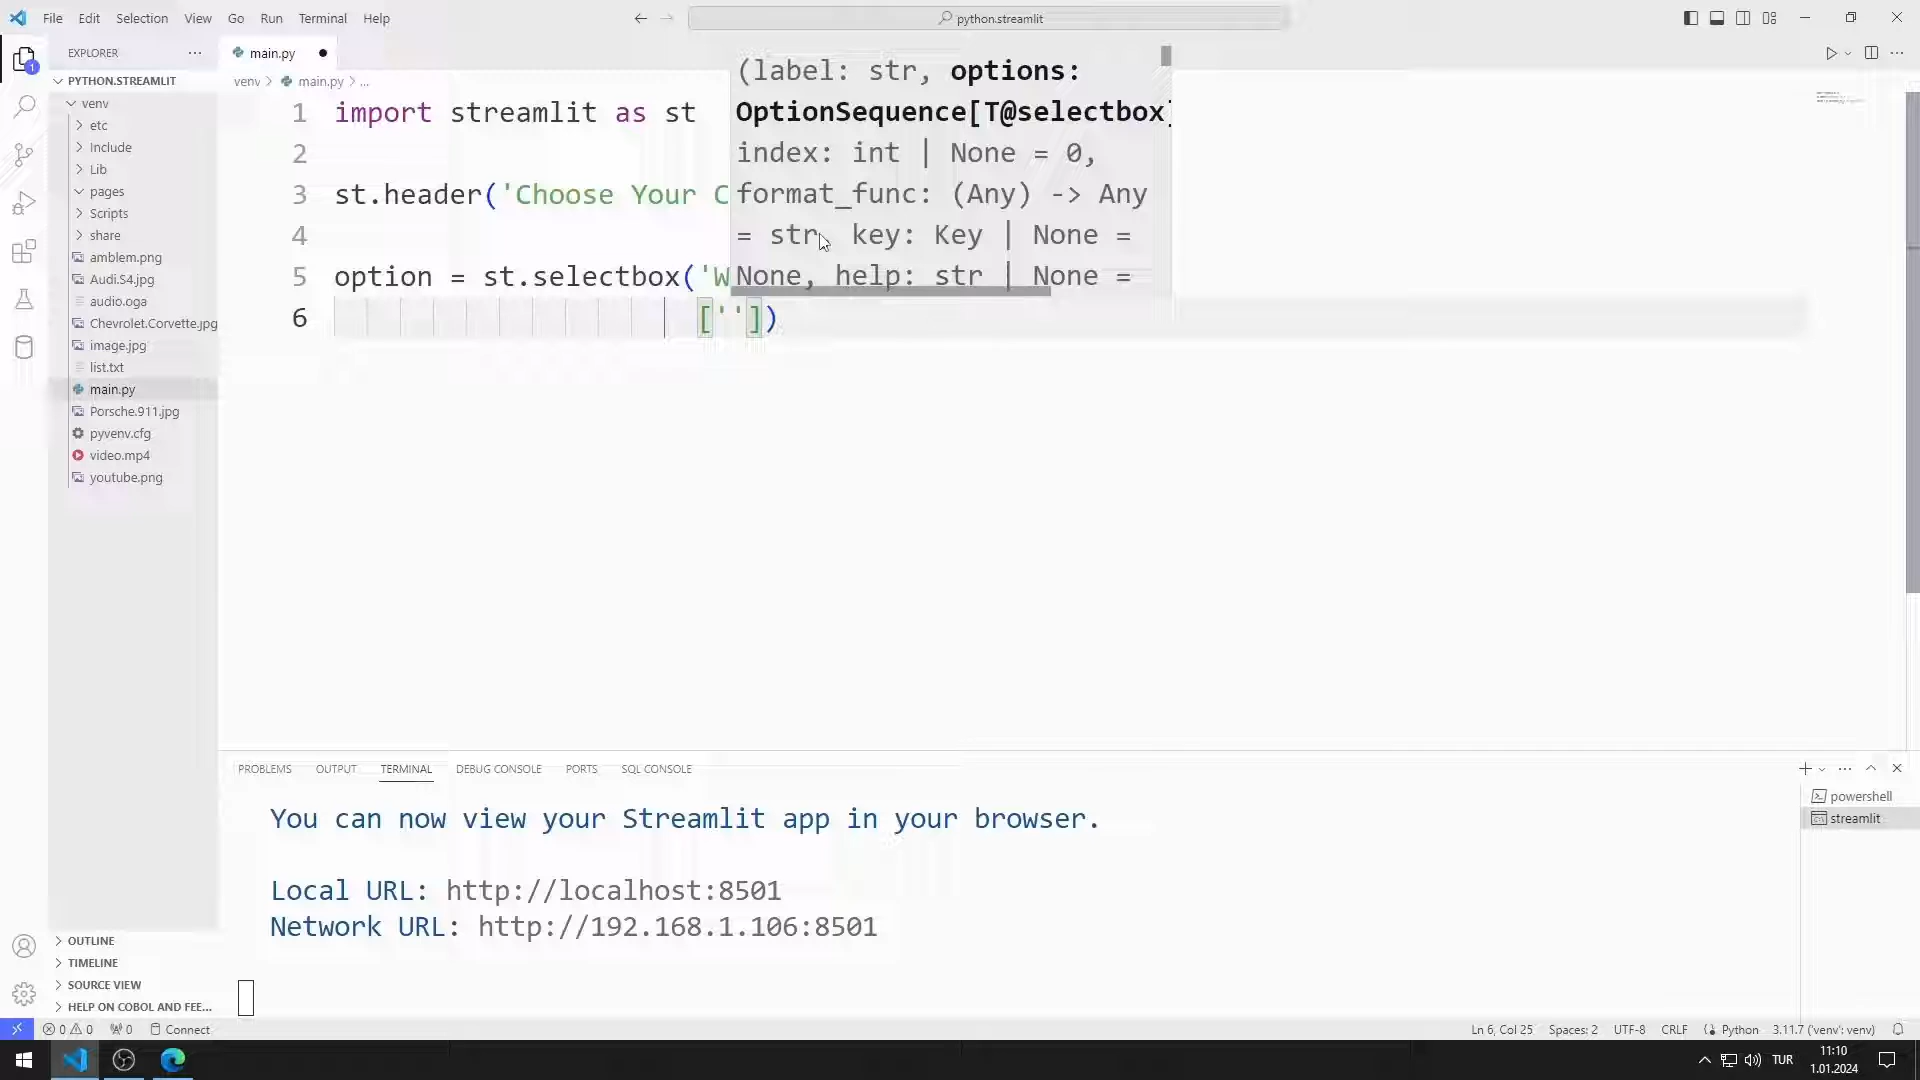 File Edit Selection View Go Run Terminal Help
python.streamlit
EXPLORER
main.py
PYTHON.STREAMLIT
venv
etc
Include
Lib
pages
Scripts
share
amblem.png
Audi.S4.jpg
audio.oga
Chevrolet.Corvette.jpg
image.jpg
list.txt
main.py
Porsche.911.jpg
pyvenv.cfg
video.mp4
youtube.png
OUTLINE
TIMELINE
SOURCE VIEW
HELP ON COBOL AND FEE...
1
venv > main.py > ...
1 import streamlit as st
2
3 st.header('Choose Your C
4
5 option = st.selectbox('W
6 [''])
(label: str, options:
OptionSequence[T@selectbox]
index: int | None = 0,
format_func: (Any) -> Any
= str, key: Key | None =
None, help: str | None =
PROBLEMS OUTPUT TERMINAL DEBUG CONSOLE PORTS SQL CONSOLE
You can now view your Streamlit app in your browser.
Local URL: http://localhost:8501
Network URL: http://192.168.1.106:8501
powershell
streamlit
0 0 0 Connect
Ln 6, Col 25 Spaces: 2 UTF-8 CRLF Python 3.11.7 ('venv': venv)
TUR
11:10
1.01.2024